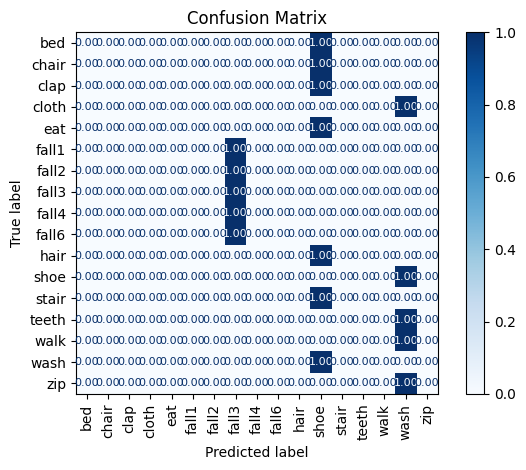 Confusion Matrix
True label
bed 0.00 0.00 0.00 0.00 0.00 0.00 0.00 0.00 0.00 0.00 0.00 1.00 0.00 0.00 0.00 0.00 0.00
chair 0.00 0.00 0.00 0.00 0.00 0.00 0.00 0.00 0.00 0.00 0.00 1.00 0.00 0.00 0.00 0.00 0.00
clap 0.00 0.00 0.00 0.00 0.00 0.00 0.00 0.00 0.00 0.00 0.00 1.00 0.00 0.00 0.00 0.00 0.00
cloth 0.00 0.00 0.00 0.00 0.00 0.00 0.00 0.00 0.00 0.00 0.00 0.00 0.00 0.00 0.00 1.00 0.00
eat 0.00 0.00 0.00 0.00 0.00 0.00 0.00 0.00 0.00 0.00 0.00 1.00 0.00 0.00 0.00 0.00 0.00
fall1 0.00 0.00 0.00 0.00 0.00 0.00 0.00 1.00 0.00 0.00 0.00 0.00 0.00 0.00 0.00 0.00 0.00
fall2 0.00 0.00 0.00 0.00 0.00 0.00 0.00 1.00 0.00 0.00 0.00 0.00 0.00 0.00 0.00 0.00 0.00
fall3 0.00 0.00 0.00 0.00 0.00 0.00 0.00 1.00 0.00 0.00 0.00 0.00 0.00 0.00 0.00 0.00 0.00
fall4 0.00 0.00 0.00 0.00 0.00 0.00 0.00 1.00 0.00 0.00 0.00 0.00 0.00 0.00 0.00 0.00 0.00
fall6 0.00 0.00 0.00 0.00 0.00 0.00 0.00 1.00 0.00 0.00 0.00 0.00 0.00 0.00 0.00 0.00 0.00
hair 0.00 0.00 0.00 0.00 0.00 0.00 0.00 0.00 0.00 0.00 0.00 1.00 0.00 0.00 0.00 0.00 0.00
shoe 0.00 0.00 0.00 0.00 0.00 0.00 0.00 0.00 0.00 0.00 0.00 0.00 0.00 0.00 0.00 1.00 0.00
stair 0.00 0.00 0.00 0.00 0.00 0.00 0.00 0.00 0.00 0.00 0.00 1.00 0.00 0.00 0.00 0.00 0.00
teeth 0.00 0.00 0.00 0.00 0.00 0.00 0.00 0.00 0.00 0.00 0.00 0.00 0.00 0.00 0.00 1.00 0.00
walk 0.00 0.00 0.00 0.00 0.00 0.00 0.00 0.00 0.00 0.00 0.00 0.00 0.00 0.00 0.00 1.00 0.00
wash 0.00 0.00 0.00 0.00 0.00 0.00 0.00 0.00 0.00 0.00 0.00 1.00 0.00 0.00 0.00 0.00 0.00
zip 0.00 0.00 0.00 0.00 0.00 0.00 0.00 0.00 0.00 0.00 0.00 0.00 0.00 0.00 0.00 1.00 0.00
bed chair clap cloth eat fall1 fall2 fall3 fall4 fall6 hair shoe stair teeth walk wash zip
Predicted label
1.0
0.8
0.6
0.4
0.2
0.0